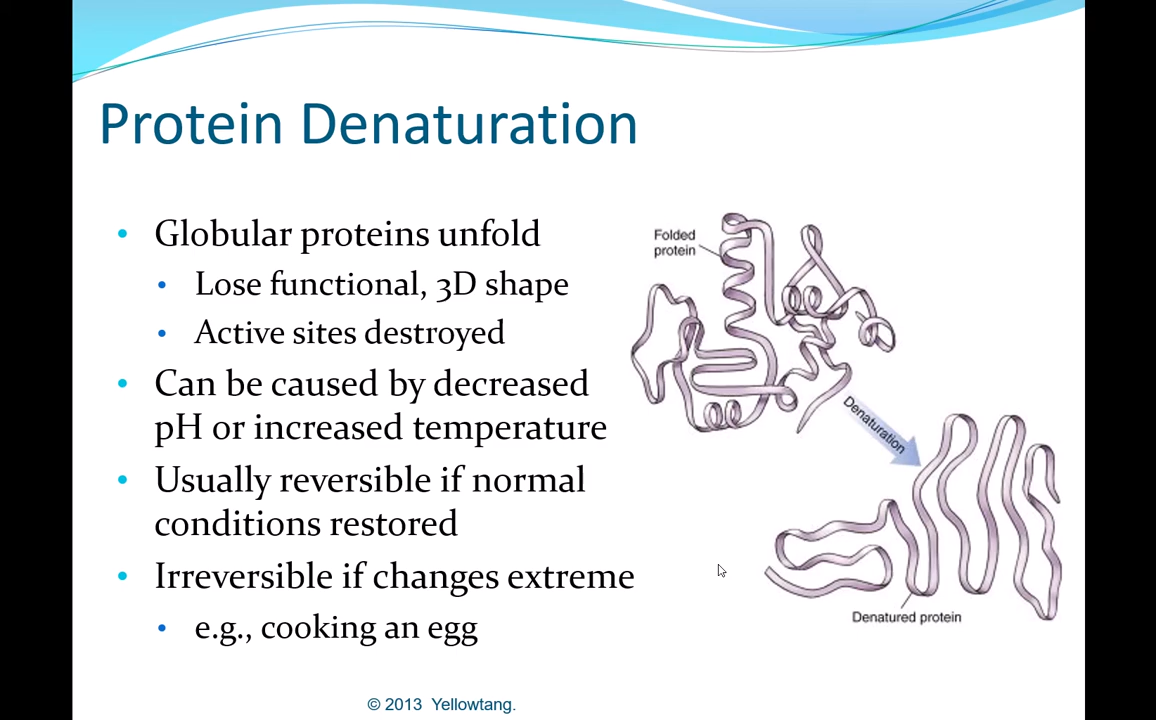 Protein Denaturation
• Globular proteins unfold
• Lose functional, 3D shape
• Active sites destroyed
• Can be caused by decreased
pH or increased temperature
• Usually reversible if normal
conditions restored
• Irreversible if changes extreme
• e.g., cooking an egg
Folded
protein
Denaturation
Denatured protein
© 2013 Yellowtang.